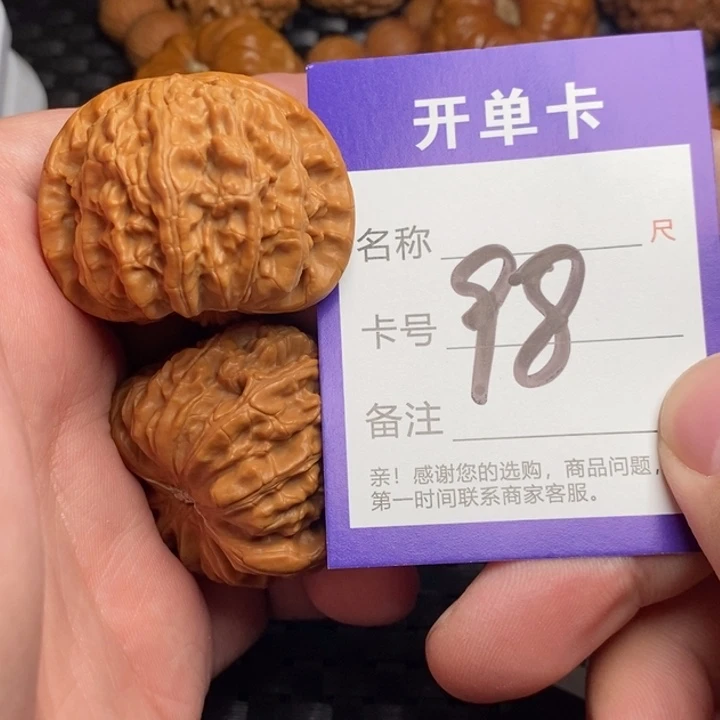 开单卡
名称 尺
卡号 98
备注
亲！感谢您的选购，商品问题，
第一时间联系商家客服。